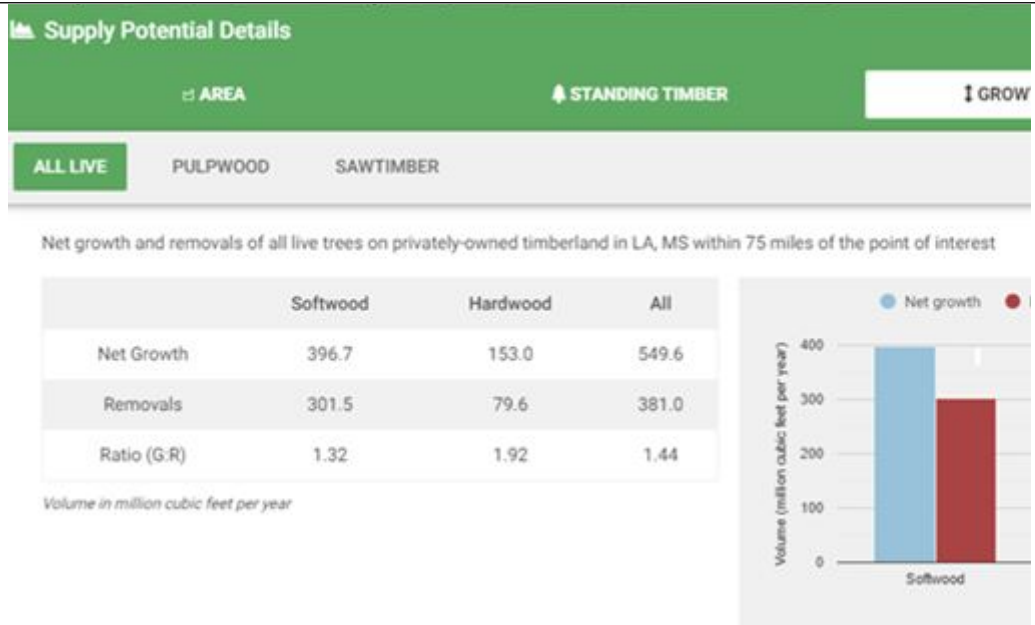 Supply Potential Details
AREA
STANDING TIMBER
GROW
ALL LIVE PULPWOOD SAWTIMBER
Net growth and removals of all live trees on privately-owned timberland in LA, MS within 75 miles of the point of interest
Softwood Hardwood All
Net Growth 396.7 153.0 549.6
Removals 301.5 79.6 381.0
Ratio (G:R) 1.32 1.92 1.44
Volume in million cubic feet per year
Net growth
Volume (million cubic feet per year)
400
300
200
100
0
Softwood